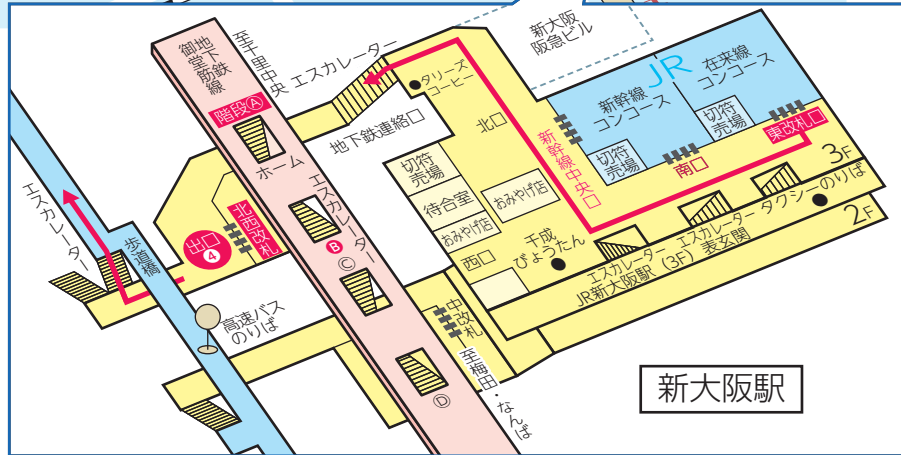 地下鉄
御堂筋線
至千里中央
エスカレーター
階段Ⓐ
ホーム
地下鉄連絡口
タリーズ
コーヒー
新大阪
阪急ビル
JR
新幹線
コンコース
在来線
コンコース
切符
売場
切符
売場
東改札口
南口
新幹線中央口
北口
切符
売場
待合室
おみやげ店
おみやげ店
西口
千成
びょうたん
3F
2F
タクシーのりば
エスカレーター
エスカレーター
JR新大阪駅(3F)表玄関
エスカレーター
歩道橋
出口
4
北西改札
エスカレーター
B
Ⓒ
Ⓓ
中改札
至梅田・なんば
高速バス
のりば
新大阪駅